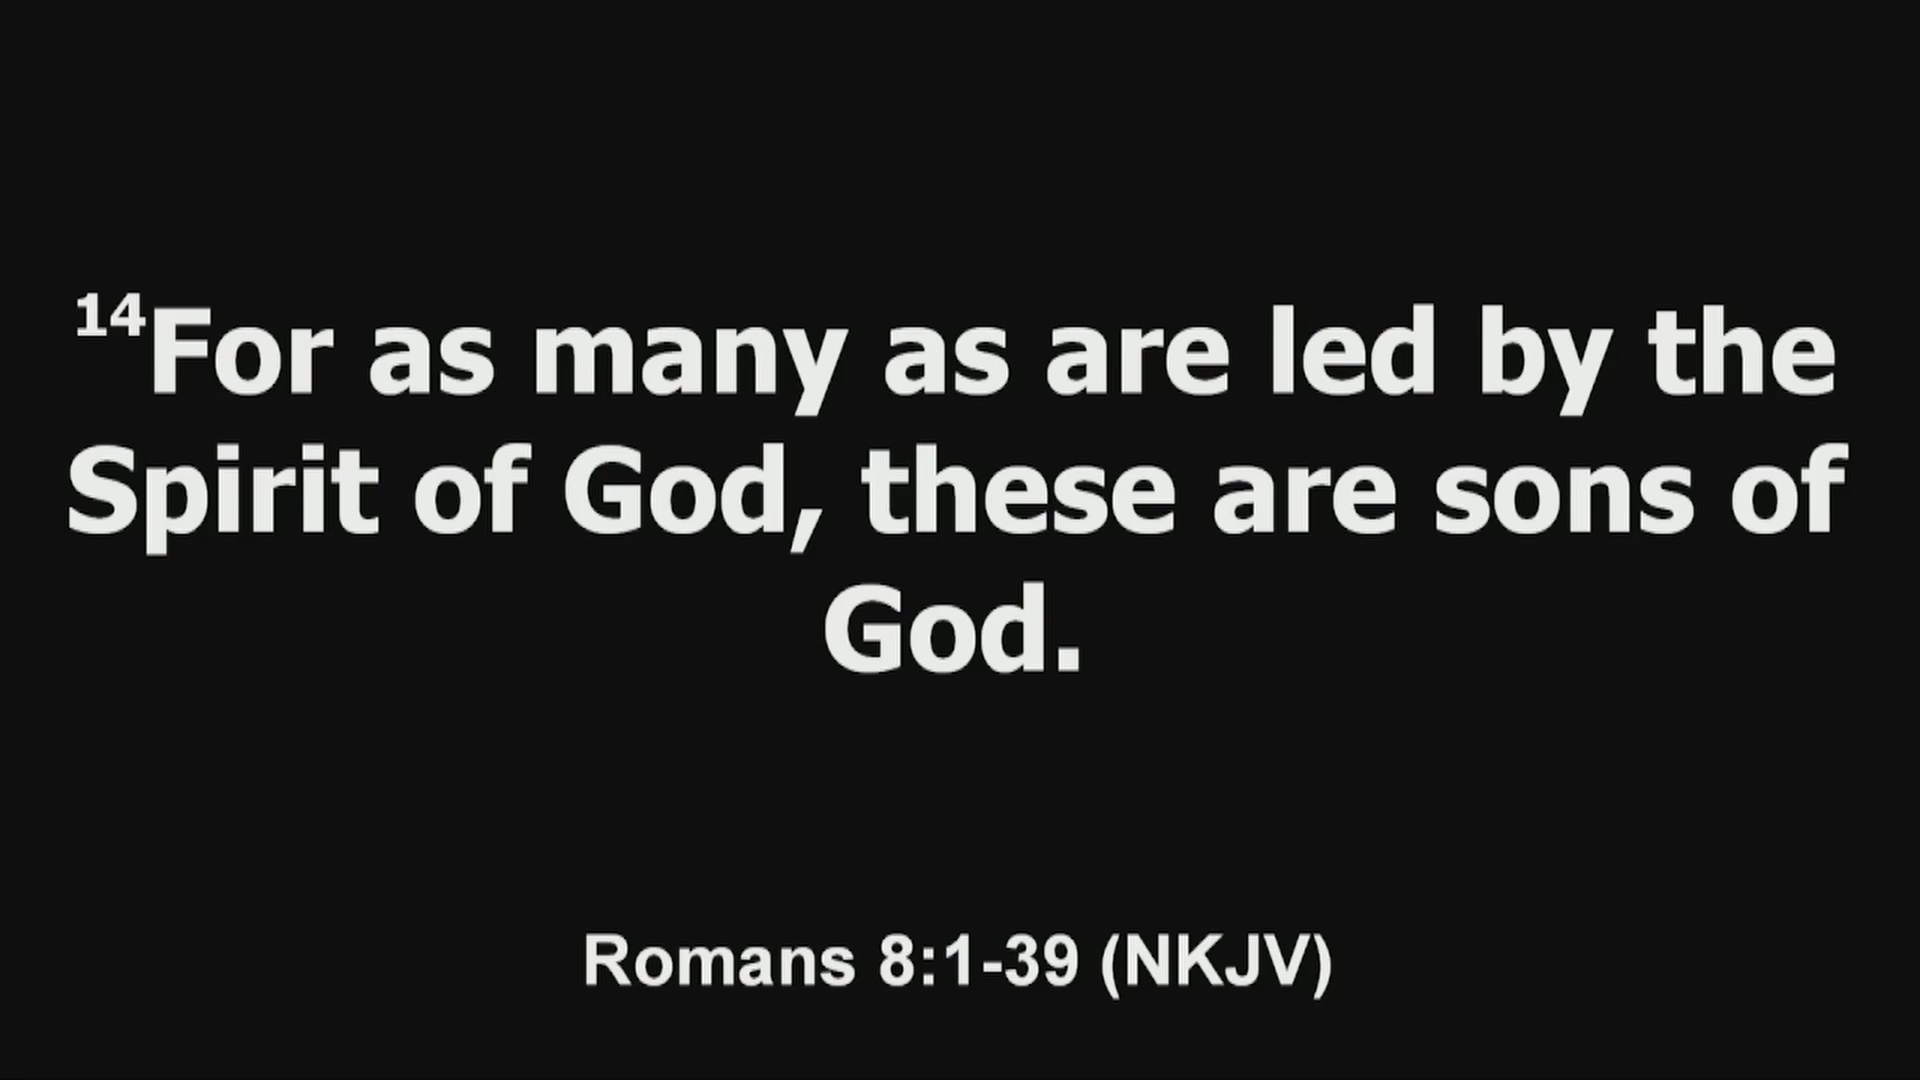 14For as many as are led by the
Spirit of God, these are sons of
God.
Romans 8:1-39 (NKJV)